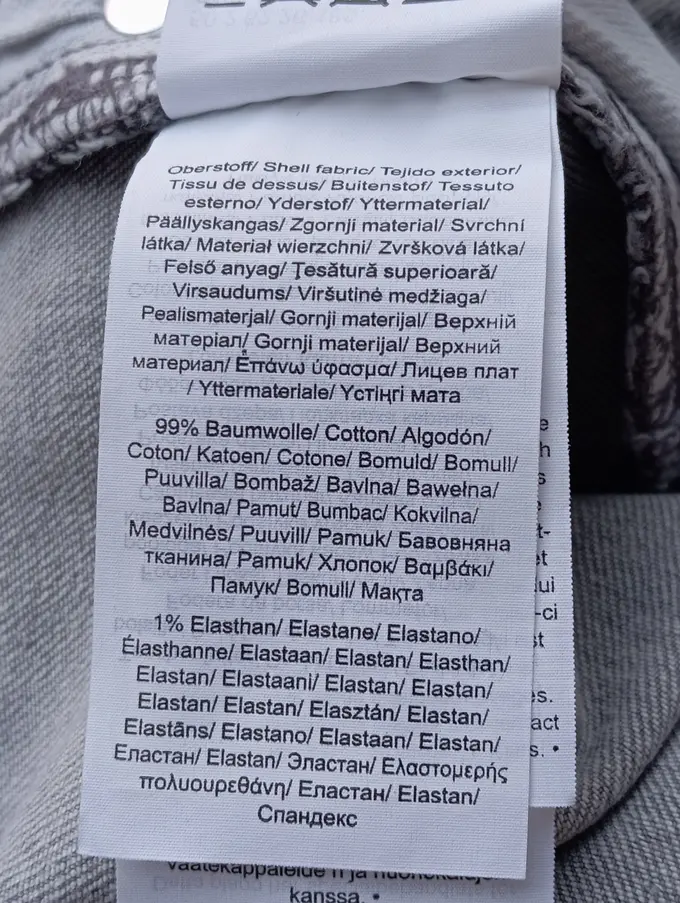 Oberstoff/ Shell fabric/ Tejido exterior/
Tissu de dessus/ Buitenstof/ Tessuto
esterno/ Yderstof/ Yttermaterial/
Päällyskangas/ Zgornji material/ Svrchní
látka/ Materiał wierzchni/ Zvršková látka/
Felső anyag/ Ţesătură superioară/
Virsaudums/ Viršutinė medžiaga/
Pealismaterjal/ Gornji materijal/ Верхній
матеріал/ Gornji materijal/ Верхний
материал/ Επάνω ύφασμα/ Лицев плат
/ Yttermateriale/ Үстіңгі мата
99% Baumwolle/ Cotton/ Algodón/
Coton/ Katoen/ Cotone/ Bomuld/ Bomull/
Puuvilla/ Bombaž/ Bavlna/ Bawełna/
Bavlna/ Pamut/ Bumbac/ Kokvilna/
Medvilnės/ Puuvill/ Pamuk/ Бавовняна
тканина/ Pamuk/ Хлопок/ Βαμβάκι/
Памук/ Bomull/ Мақта
1% Elasthan/ Elastane/ Elastano/
Élasthanne/ Elastaan/ Elastan/ Elasthan/
Elastan/ Elastaani/ Elastan/ Elastan/
Elastan/ Elastan/ Elasztán/ Elastan/
Elastāns/ Elastano/ Elastaan/ Elastan/
Еластан/ Elastan/ Эластан/ Ελαστομερής
πολυουρεθάνη/ Еластан/ Elastan/
Спандекс
kanssa. •